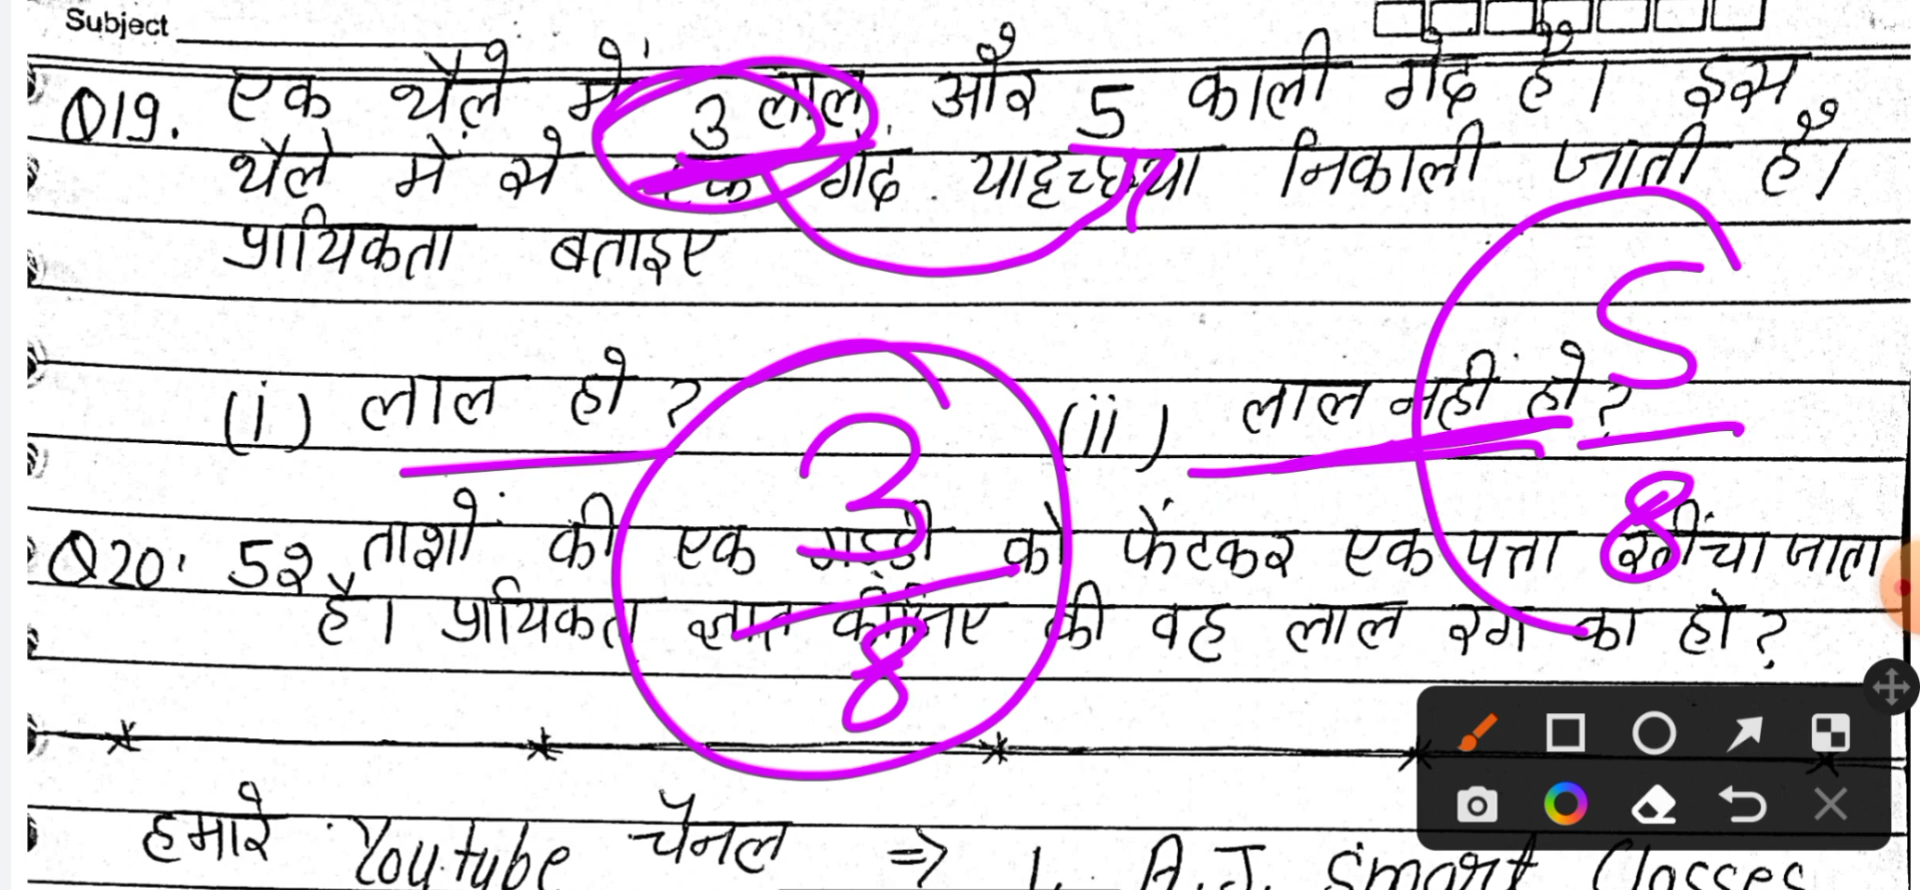 Subject
Q19. एक थैले में 3 लाल और 5 काली गेंद हैं। इस
थैले में से एक गेंद यादृच्छया निकाली जाती हैं।
प्रायिकता बताइए
(i) लाल हो? (ii) लाल नहीं हो?
3/8
5/8
Q20. 52 ताशों की एक गड्डी को फेंटकर एक पत्ता खींचा जाता
है। प्रायिकता ज्ञात कीजिए की वह लाल रंग का हो?
हमारे Youtube चैनल => 1. A.J. Smart Classes